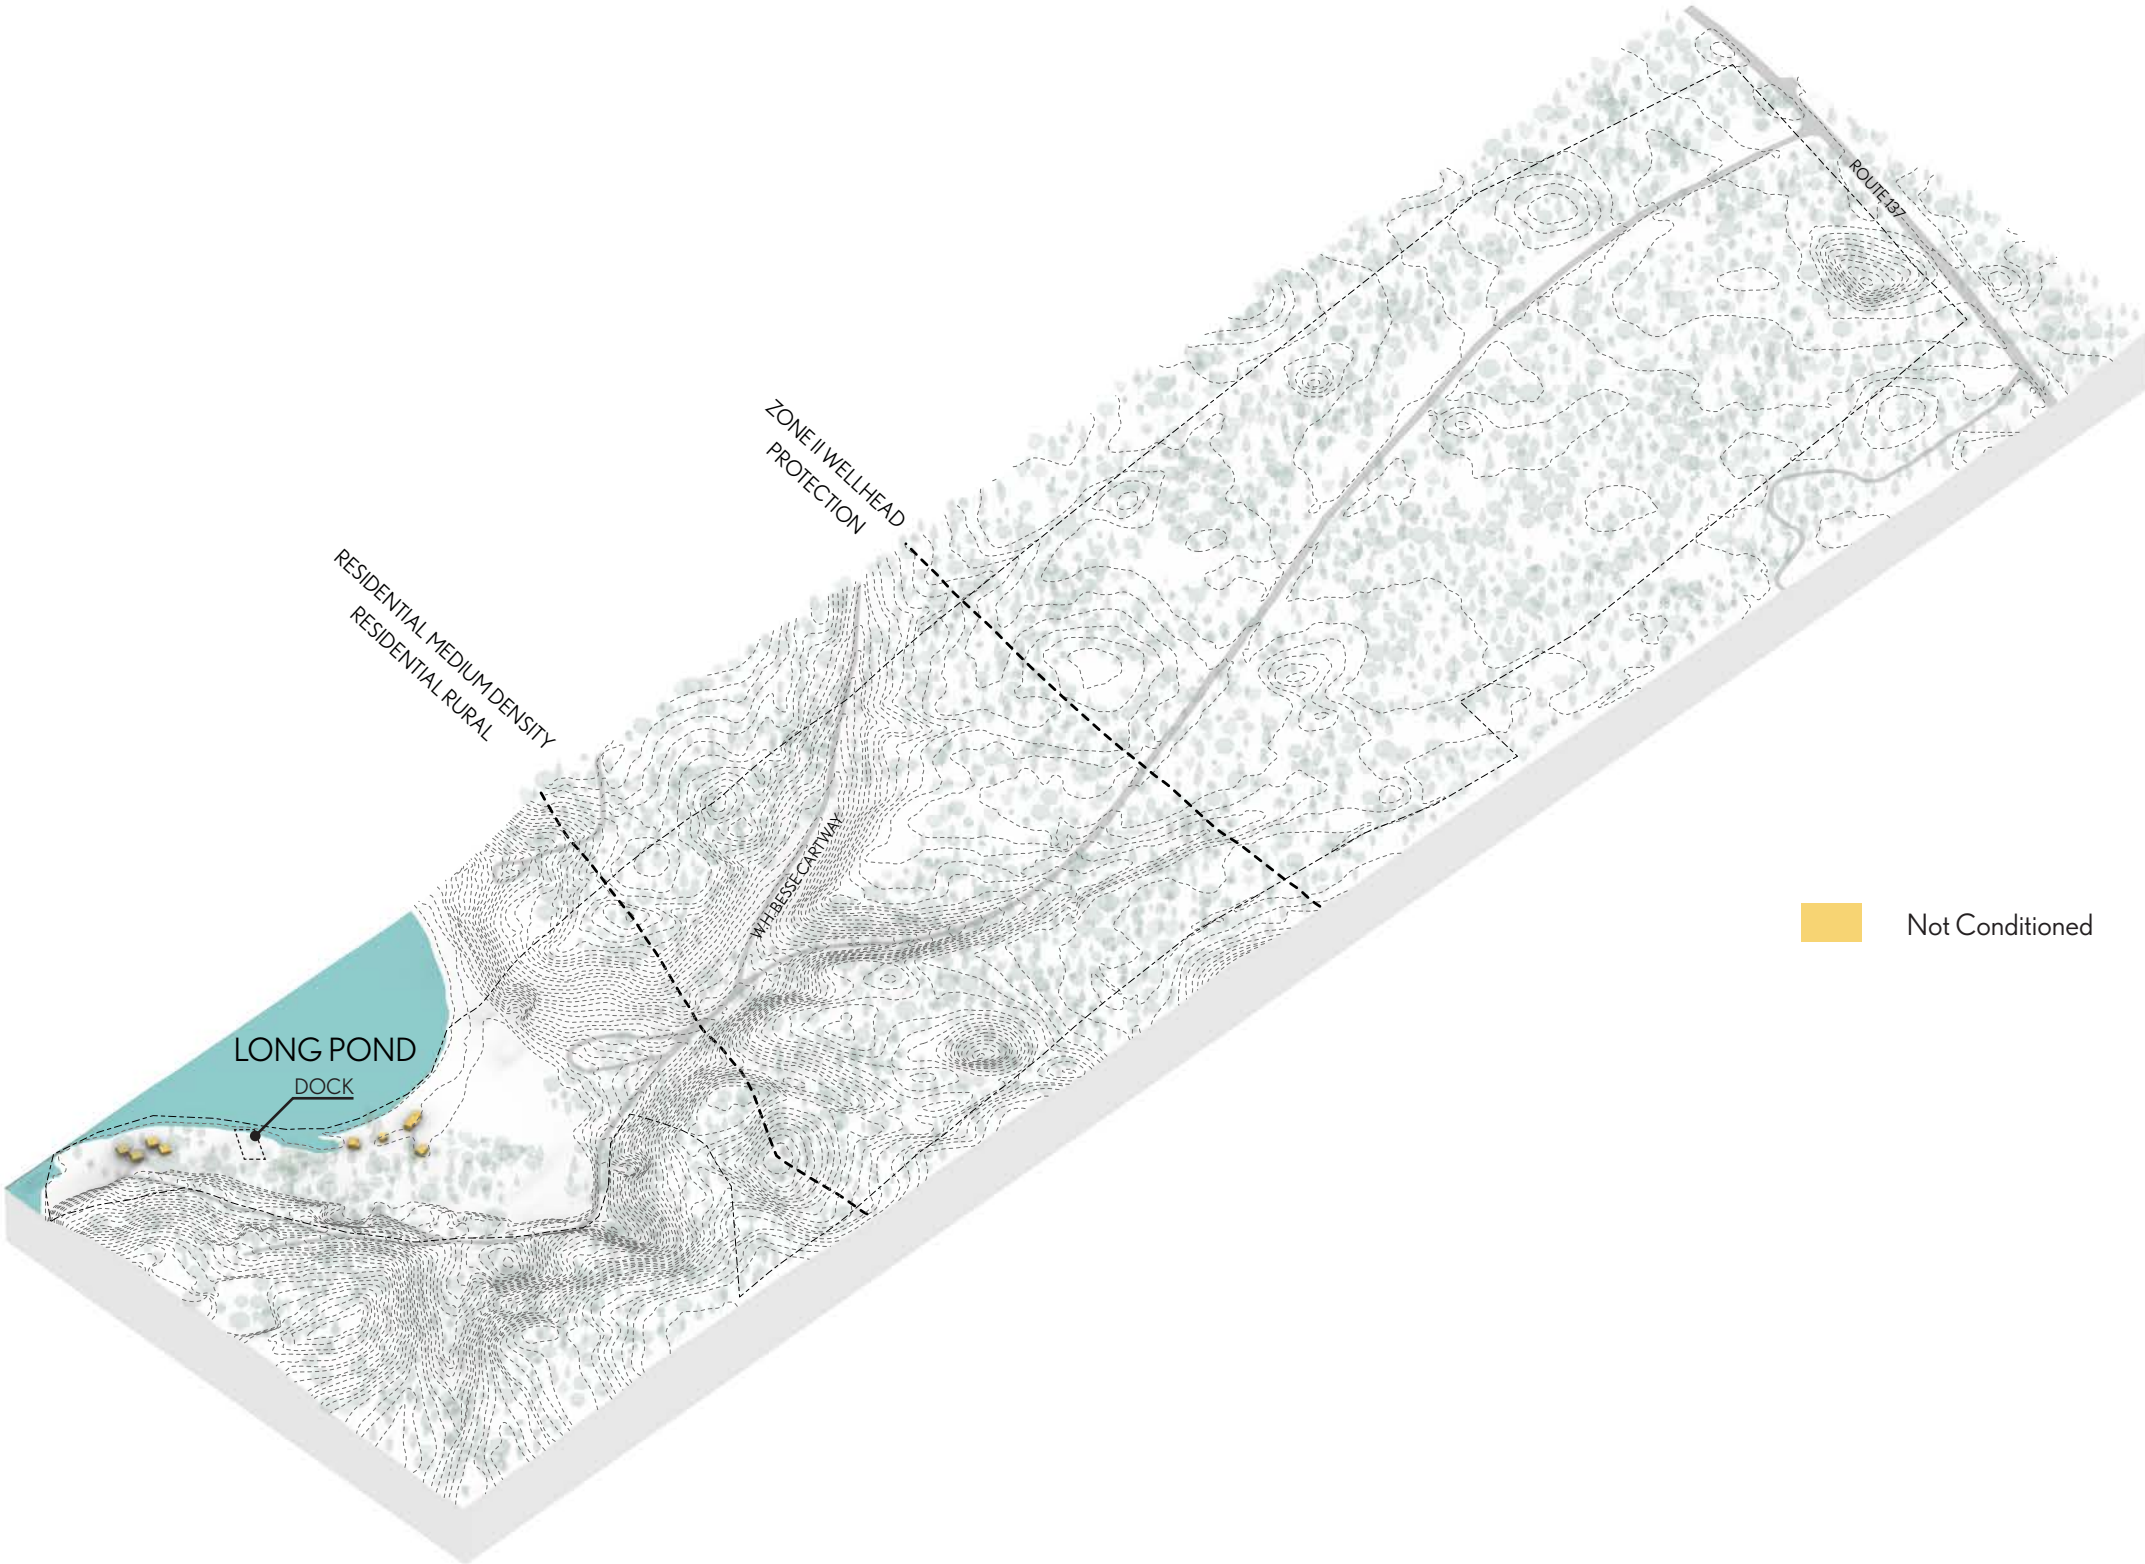 ROUTE 137
ZONE II WELLHEAD
PROTECTION
RESIDENTIAL MEDIUM DENSITY
RESIDENTIAL RURAL
W.H. BESSE CARTWAY
Not Conditioned
LONG POND
DOCK